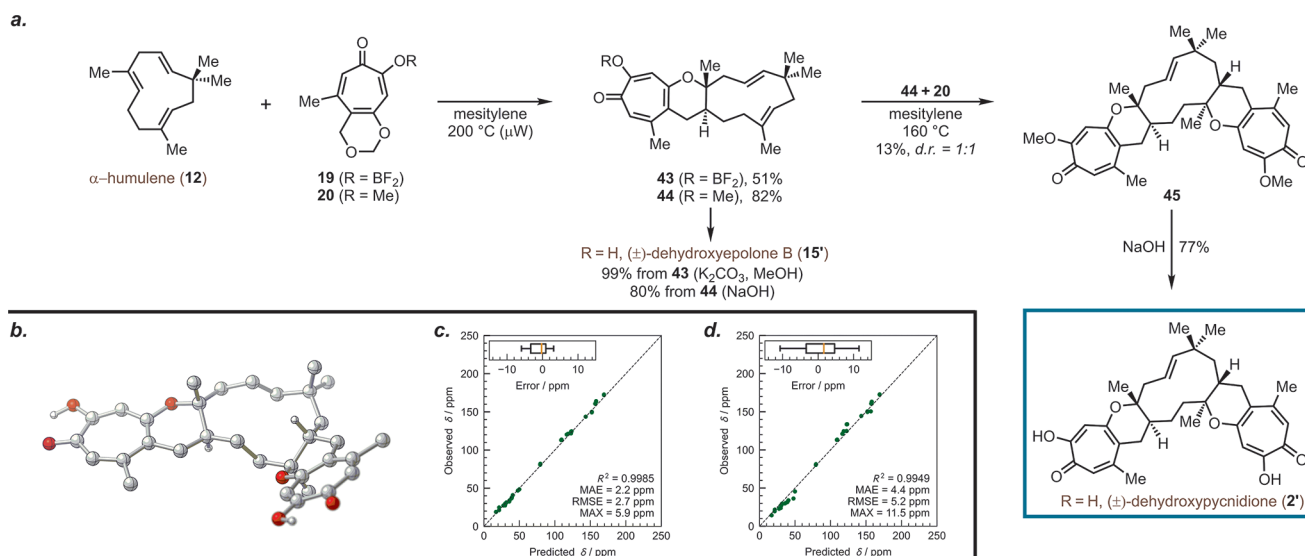 a.
Me
Me
Me
Me
α–humulene (12)
+
O
OR
Me
O
O
19 (R = BF2)
20 (R = Me)
mesitylene
200 °C (μW)
RO
O
Me
O
Me
H
Me
Me
Me
43 (R = BF2), 51%
44 (R = Me), 82%
R = H, (±)-dehydroxyepolone B (15')
99% from 43 (K2CO3, MeOH)
80% from 44 (NaOH)
44 + 20
mesitylene
160 °C
13%, d.r. = 1:1
Me
Me
H
Me
Me
MeO
O
O
H
Me
O
O
Me
OMe
45
NaOH
77%
Me
Me
H
Me
Me
HO
O
O
H
Me
O
O
Me
OH
R = H, (±)-dehydroxypycnidione (2')
b.
c.
250
200
150
100
50
0
Observed δ / ppm
−10
0
10
Error / ppm
R2 = 0.9985
MAE = 2.2 ppm
RMSE = 2.7 ppm
MAX = 5.9 ppm
0
50
100
150
200
250
Predicted δ / ppm
d.
250
200
150
100
50
0
Observed δ / ppm
−10
0
10
Error / ppm
R2 = 0.9949
MAE = 4.4 ppm
RMSE = 5.2 ppm
MAX = 11.5 ppm
0
50
100
150
200
250
Predicted δ / ppm